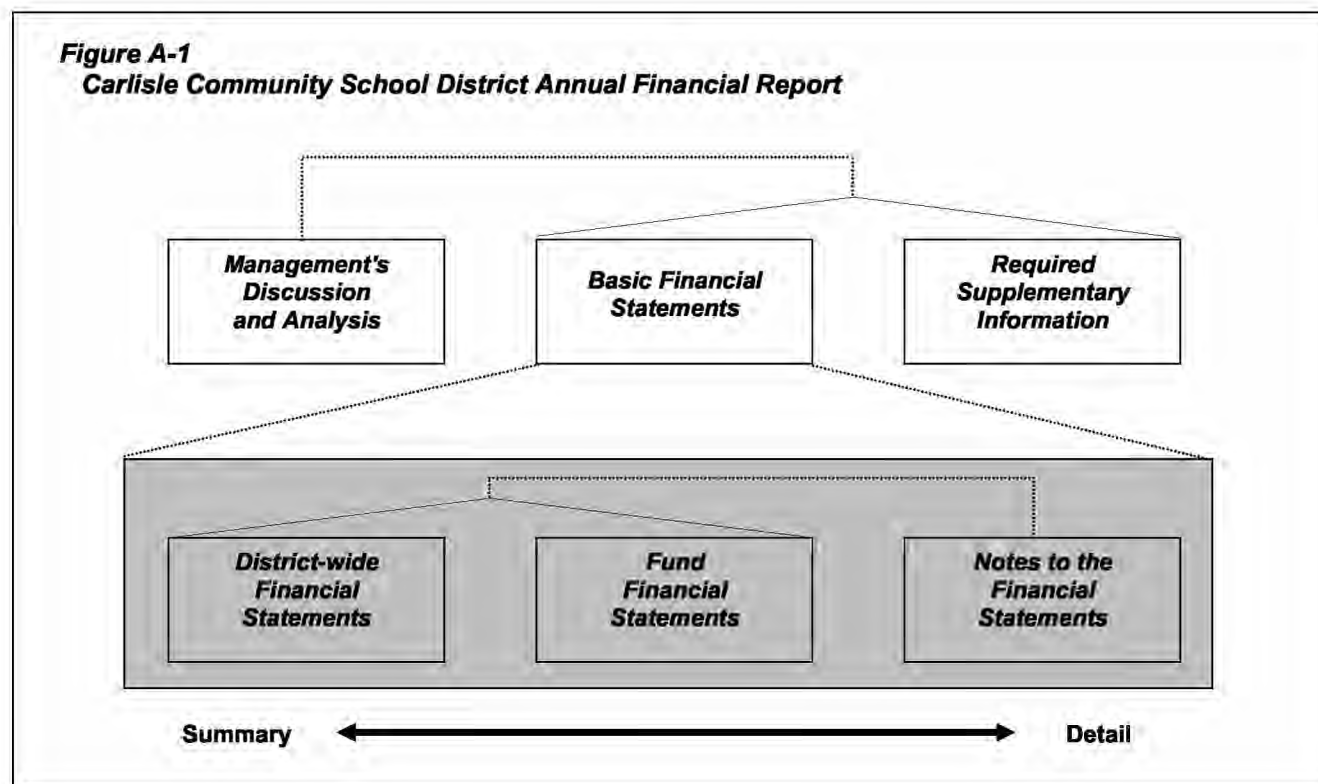 Figure A-1
Carlisle Community School District Annual Financial Report
Management's
Discussion
and Analysis
Basic Financial
Statements
Required
Supplementary
Information
District-wide
Financial
Statements
Fund
Financial
Statements
Notes to the
Financial
Statements
Summary
Detail